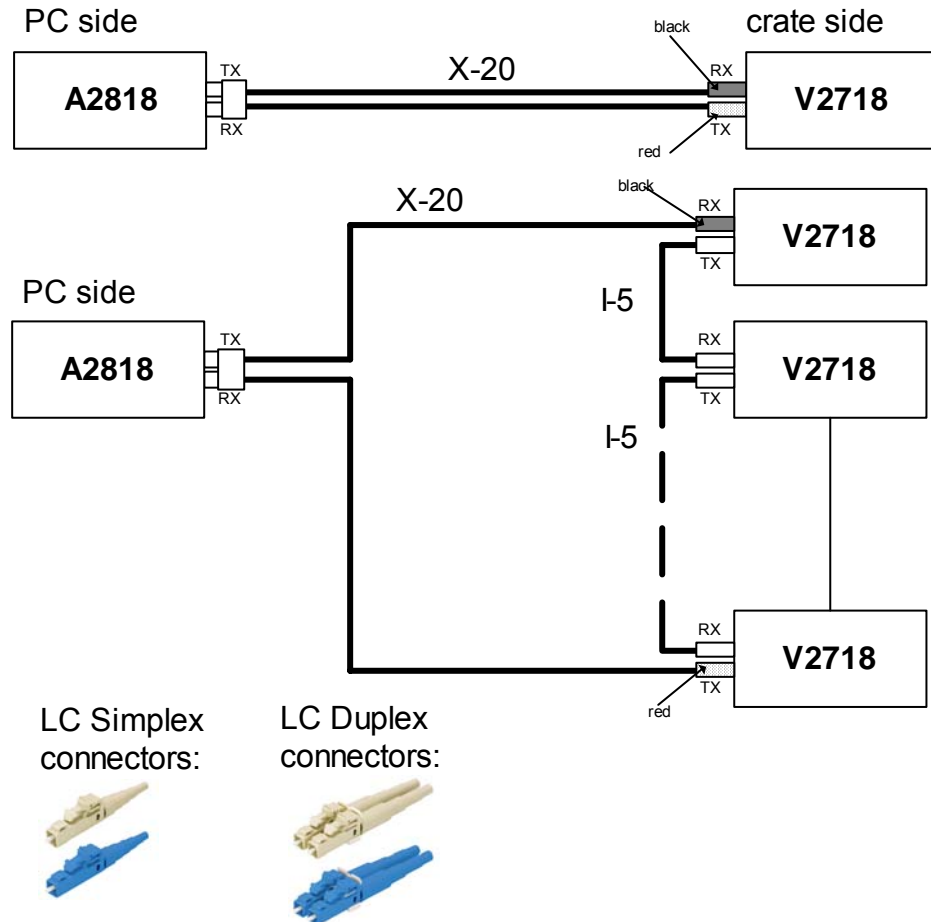 PC side
crate side
black
TX
X-20
RX
A2818
V2718
RX
TX
red
black
X-20
RX
V2718
TX
PC side
I-5
TX
RX
A2818
V2718
RX
TX
I-5
RX
V2718
TX
red
LC Simplex
connectors:
LC Duplex
connectors: